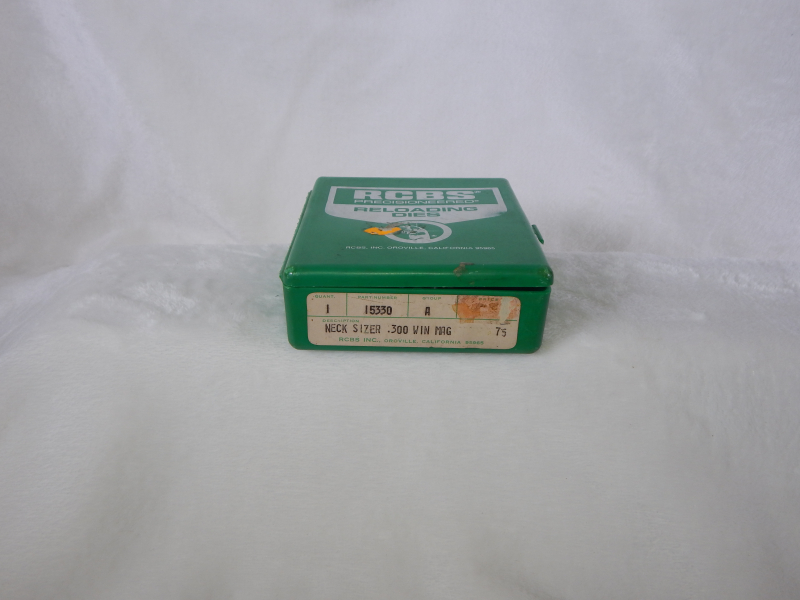 RCBS
PRECISIONEERED
RELOADING
DIES
RCBS, INC. OROVILLE, CALIFORNIA 95965
QUANT. PART NUMBER GROUP
1 15330 A
DESCRIPTION
NECK SIZER .300 WIN MAG 75
RCBS INC., OROVILLE, CALIFORNIA 95965